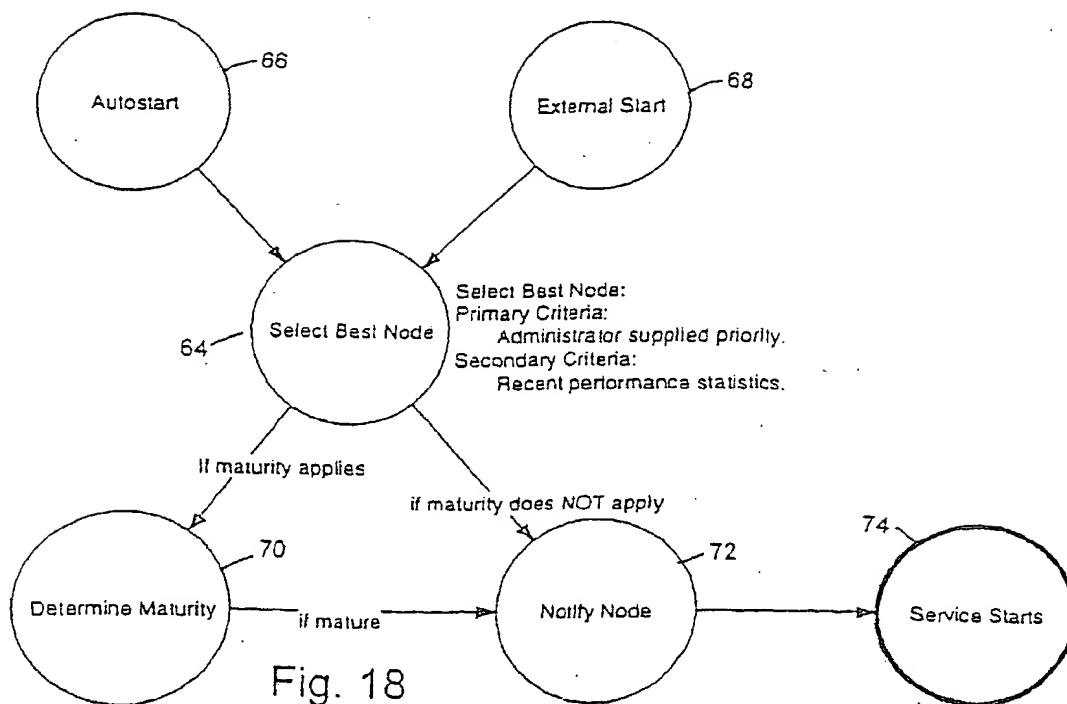 66
Autostart
68
External Start
64
Select Best Node
Select Best Node:
Primary Criteria:
Administrator supplied priority.
Secondary Criteria:
Recent performance statistics.
If maturity applies
if maturity does NOT apply
70
Determine Maturity
if mature
72
Notify Node
74
Service Starts
Fig. 18